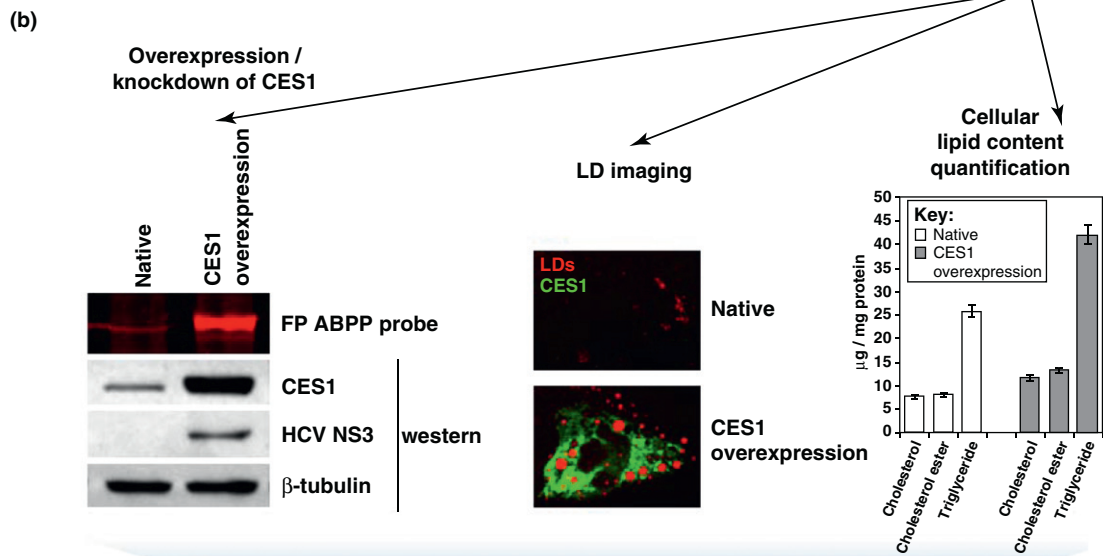 (b)
Overexpression /
knockdown of CES1
Native
CES1
overexpression
FP ABPP probe
CES1
HCV NS3
β-tubulin
western
LD imaging
LDs
CES1
Native
CES1
overexpression
Cellular
lipid content
quantification
50
45
40
35
30
25
20
15
10
5
0
μg / mg protein
Key:
Native
CES1
overexpression
Cholesterol
Cholesterol ester
Triglyceride
Cholesterol
Cholesterol ester
Triglyceride